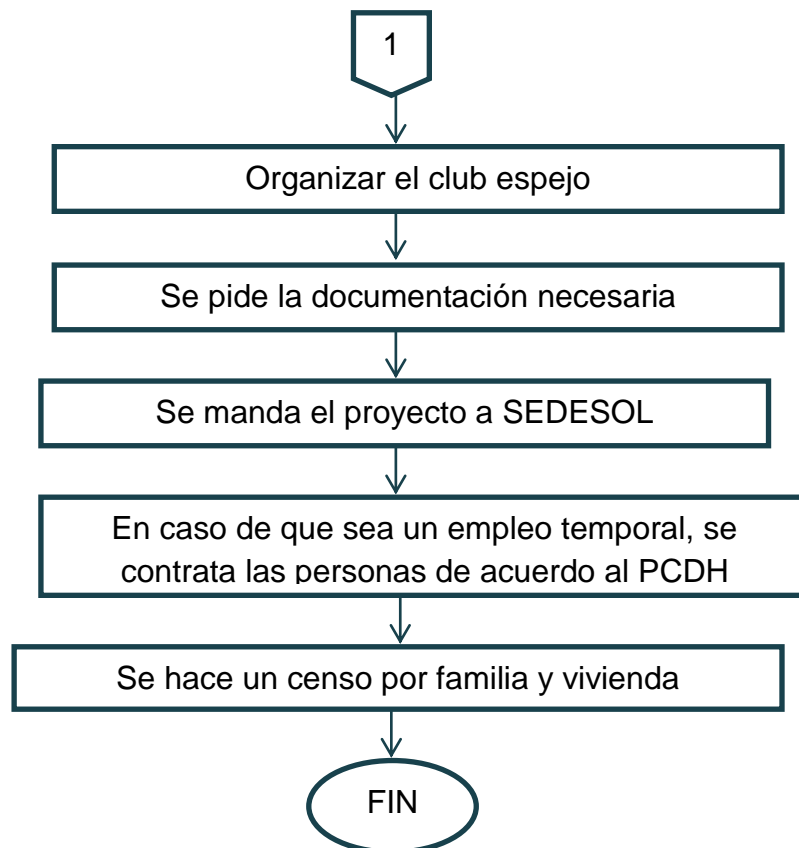 1
Organizar el club espejo
Se pide la documentación necesaria
Se manda el proyecto a SEDESOL
En caso de que sea un empleo temporal, se
contrata las personas de acuerdo al PCDH
Se hace un censo por familia y vivienda
FIN